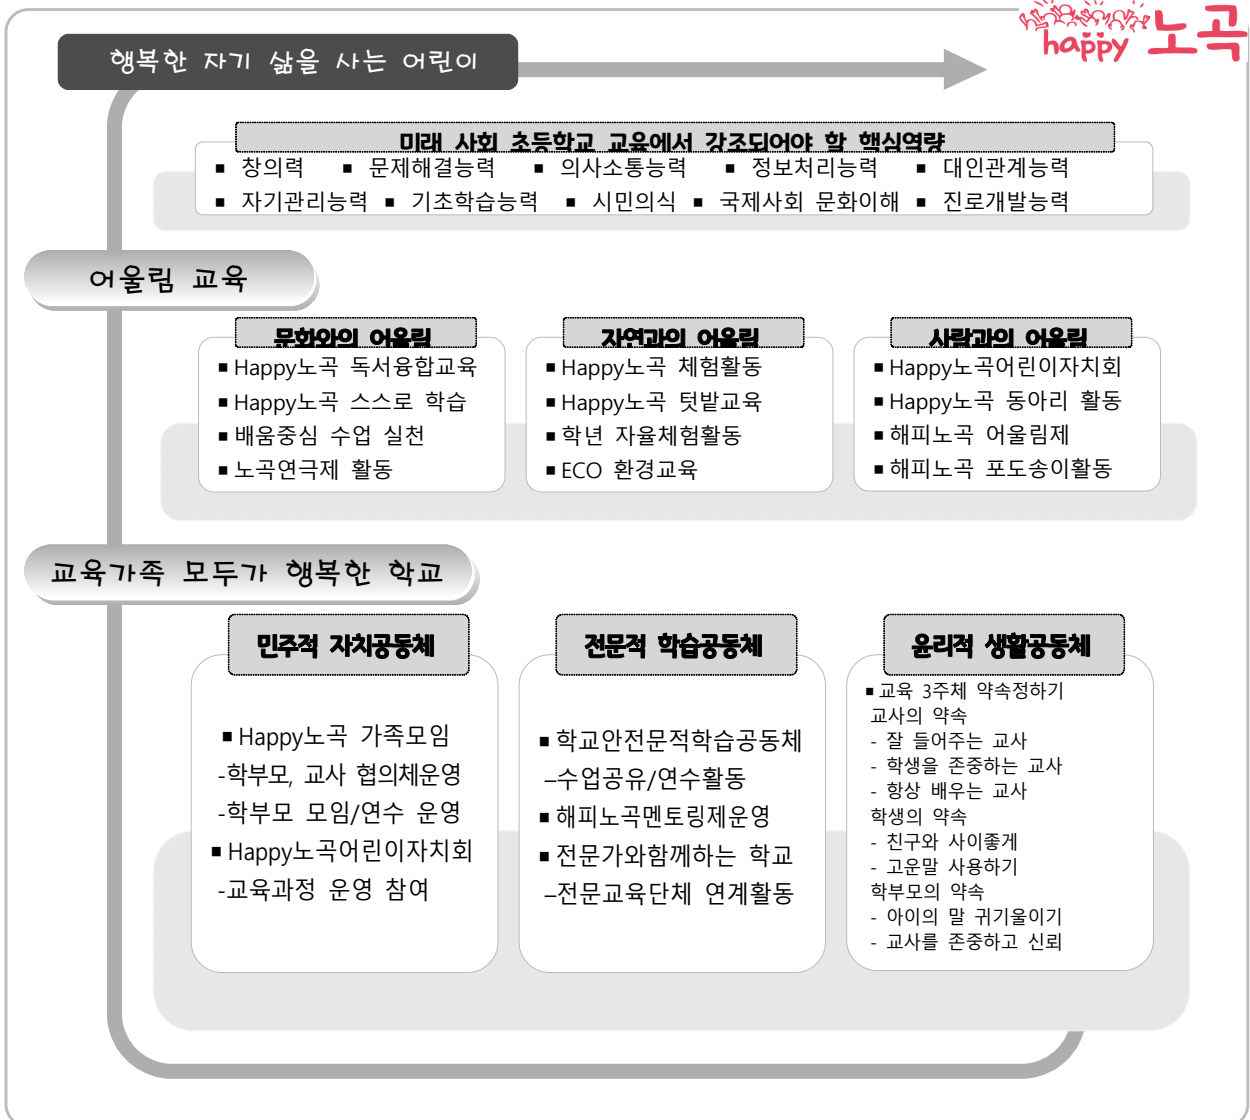 happy 노곡
행복한 자기 삶을 사는 어린이
미래 사회 초등학교 교육에서 강조되어야 할 핵심역량
▪ 창의력 ▪ 문제해결능력 ▪ 의사소통능력 ▪ 정보처리능력 ▪ 대인관계능력
▪ 자기관리능력 ▪ 기초학습능력 ▪ 시민의식 ▪ 국제사회 문화이해 ▪ 진로개발능력
어울림 교육
문화와의 어울림
▪Happy노곡 독서융합교육
▪Happy노곡 스스로 학습
▪배움중심 수업 실천
▪노곡연극제 활동
자연과의 어울림
▪Happy노곡 체험활동
▪Happy노곡 텃밭교육
▪학년 자율체험활동
▪ECO 환경교육
사람과의 어울림
▪Happy노곡어린이자치회
▪Happy노곡 동아리 활동
▪해피노곡 어울림제
▪해피노곡 포도송이활동
교육가족 모두가 행복한 학교
민주적 자치공동체
▪Happy노곡 가족모임
-학부모, 교사 협의체운영
-학부모 모임/연수 운영
▪Happy노곡어린이자치회
-교육과정 운영 참여
전문적 학습공동체
▪학교안전문적학습공동체
–수업공유/연수활동
▪해피노곡멘토링제운영
▪전문가와함께하는 학교
–전문교육단체 연계활동
윤리적 생활공동체
▪교육 3주체 약속정하기
교사의 약속
- 잘 들어주는 교사
- 학생을 존중하는 교사
- 항상 배우는 교사
학생의 약속
- 친구와 사이좋게
- 고운말 사용하기
학부모의 약속
- 아이의 말 귀기울이기
- 교사를 존중하고 신뢰